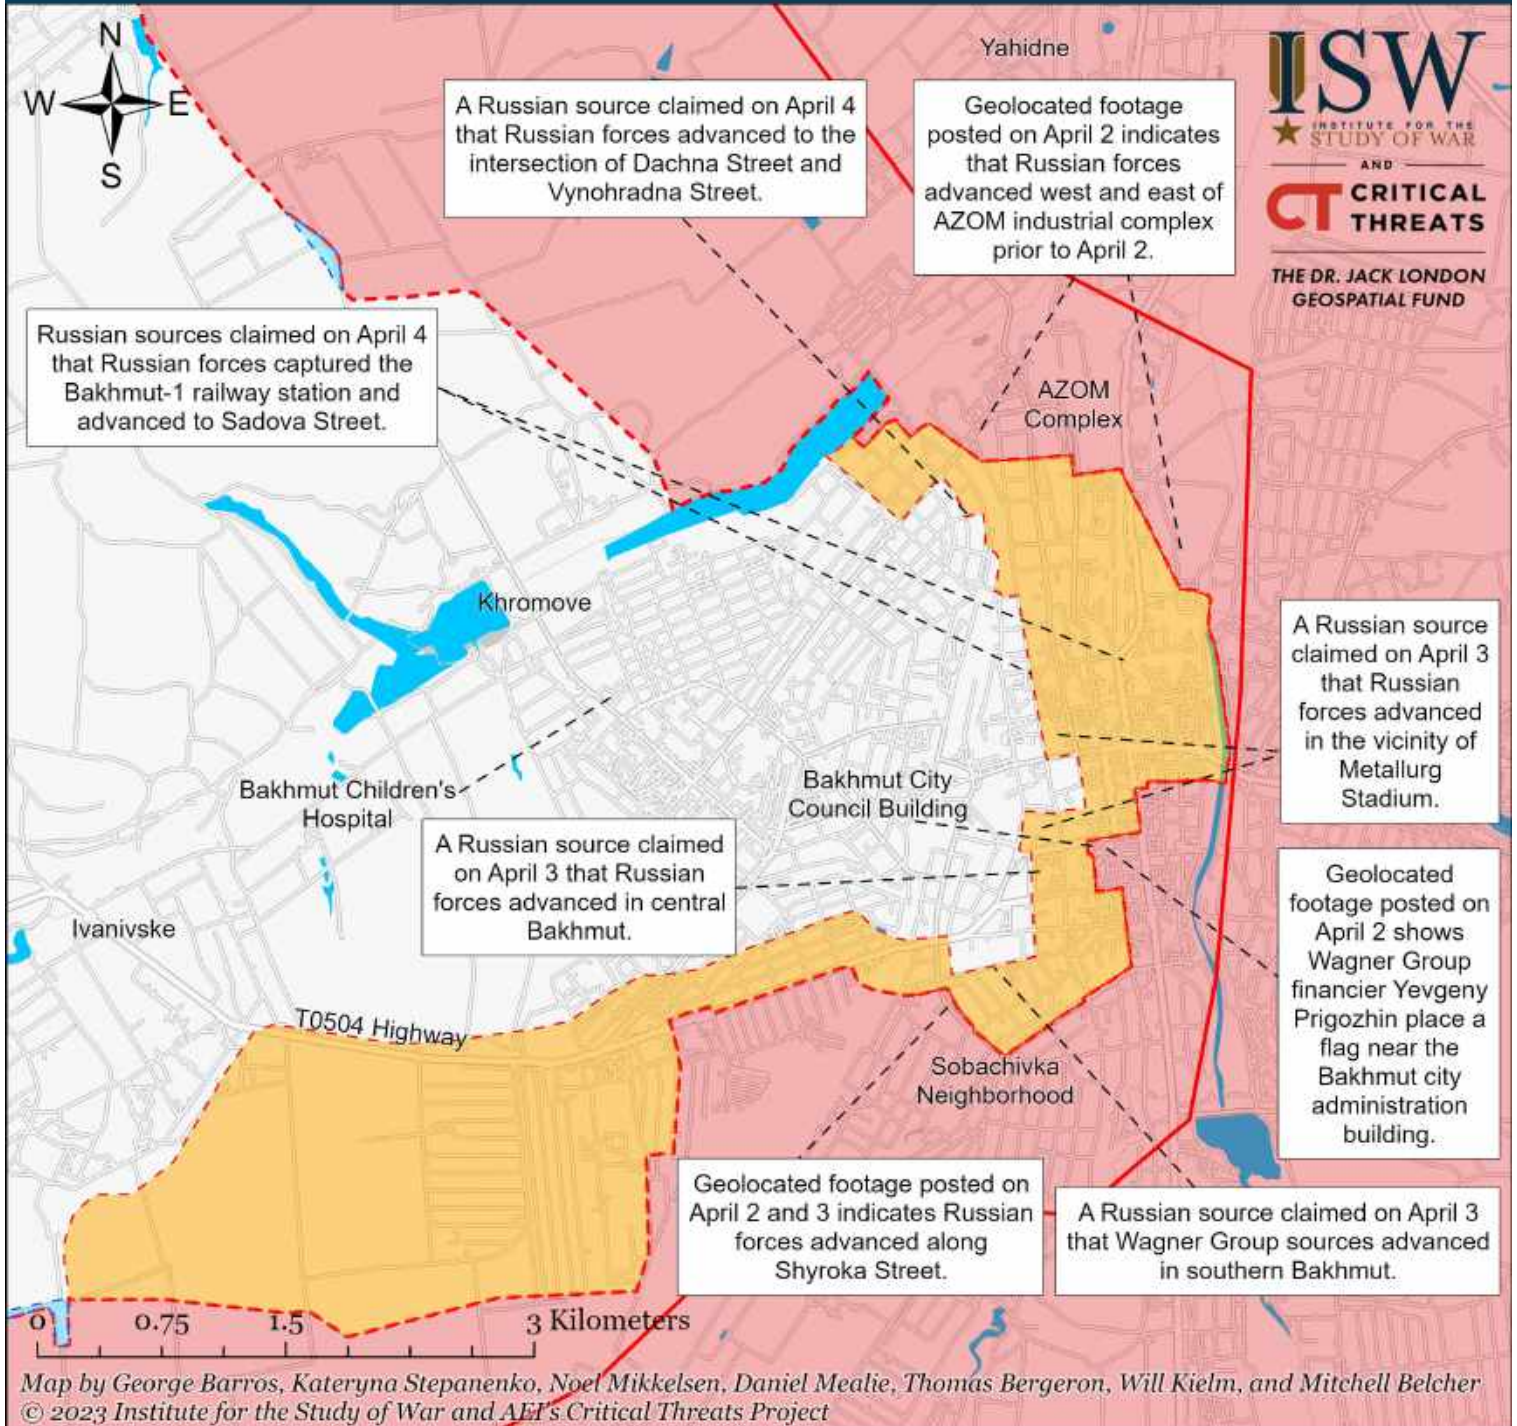 N
W
E
S
Yahidne
ISW
INSTITUTE FOR THE
STUDY OF WAR
AND
CT CRITICAL
THREATS
THE DR. JACK LONDON
GEOSPATIAL FUND
A Russian source claimed on April 4
that Russian forces advanced to the
intersection of Dachna Street and
Vynohradna Street.
Geolocated footage
posted on April 2 indicates
that Russian forces
advanced west and east of
AZOM industrial complex
prior to April 2.
Russian sources claimed on April 4
that Russian forces captured the
Bakhmut-1 railway station and
advanced to Sadova Street.
AZOM
Complex
Khromove
A Russian source
claimed on April 3
that Russian
forces advanced
in the vicinity of
Metallurg
Stadium.
Bakhmut Children's
Hospital
Bakhmut City
Council Building
A Russian source claimed
on April 3 that Russian
forces advanced in central
Bakhmut.
Geolocated
footage posted on
April 2 shows
Wagner Group
financier Yevgeny
Prigozhin place a
flag near the
Bakhmut city
administration
building.
Ivanivske
T0504 Highway
Sobachivka
Neighborhood
Geolocated footage posted on
April 2 and 3 indicates Russian
forces advanced along
Shyroka Street.
A Russian source claimed on April 3
that Wagner Group sources advanced
in southern Bakhmut.
0 0.75 1.5 3 Kilometers
Map by George Barros, Kateryna Stepanenko, Noel Mikkelsen, Daniel Mealie, Thomas Bergeron, Will Kielm, and Mitchell Belcher
© 2023 Institute for the Study of War and AEI's Critical Threats Project